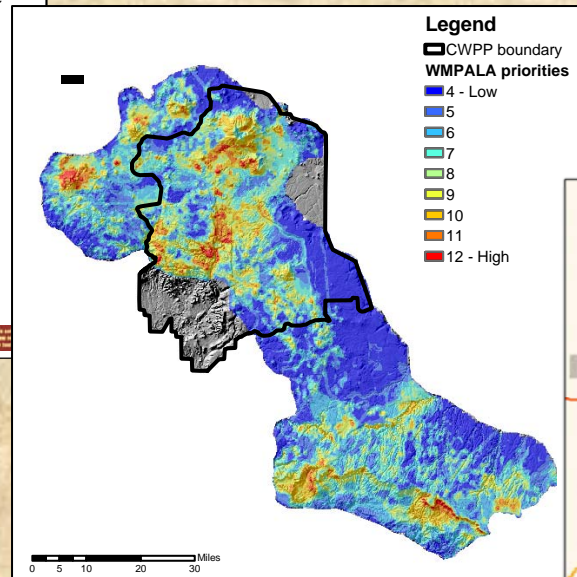 Legend
CWPP boundary
WMPALA priorities
4 - Low
5
6
7
8
9
10
11
12 - High
0 5 10 20 30 Miles